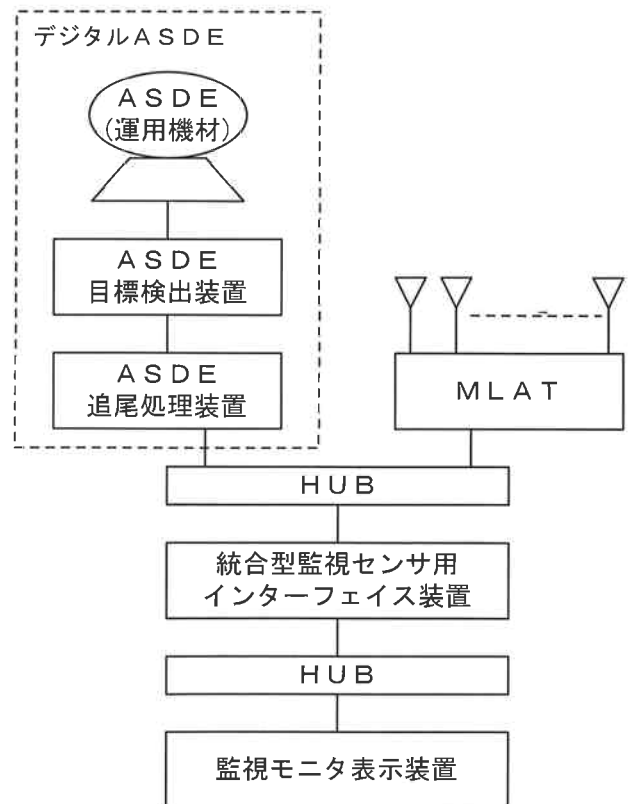 デジタルASDE
ASDE
(運用機材)
ASDE
目標検出装置
ASDE
追尾処理装置
MLAT
HUB
統合型監視センサ用
インターフェイス装置
HUB
監視モニタ表示装置